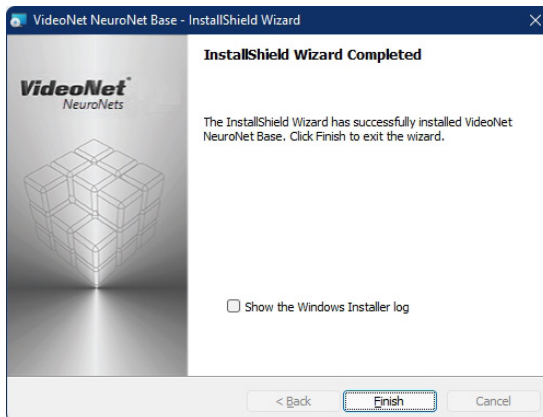 VideoNet NeuroNet Base - InstallShield Wizard
VideoNet
NeuroNets
InstallShield Wizard Completed
The InstallShield Wizard has successfully installed VideoNet
NeuroNet Base. Click Finish to exit the wizard.
Show the Windows Installer log
< Back
Finish
Cancel